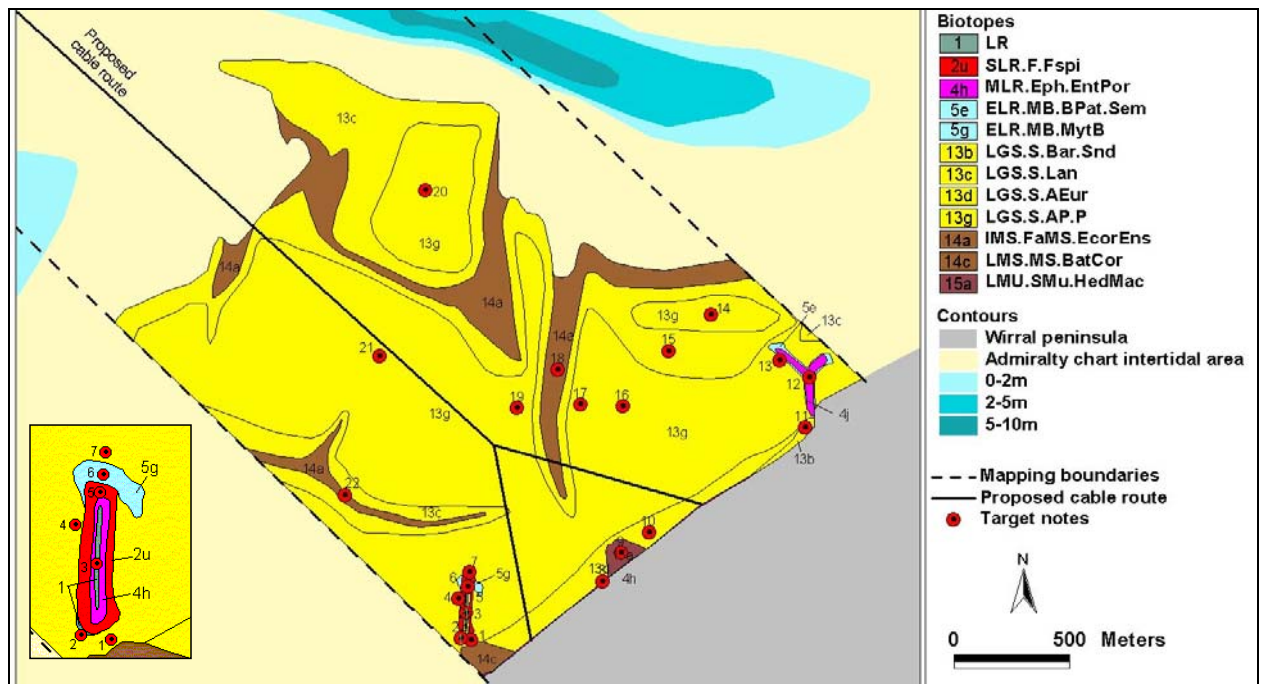 Proposed
cable route
13c
20
13g
14a
14a
14a
13g
14
15
5e
13c
13
12
4j
11
13b
21
18
19
17
16
13g
13g
14a
22
13c
10
4h
7
6
5g
4
5
3
2
1
14c
7
6
5g
5
4
2u
3
1
4h
2
1
Biotopes
1 LR
2u SLR.F.Fspi
4h MLR.Eph.EntPor
5e ELR.MB.BPat.Sem
5g ELR.MB.MytB
13b LGS.S.Bar.Snd
13c LGS.S.Lan
13d LGS.S.AEur
13g LGS.S.AP.P
14a IMS.FaMS.EcorEns
14c LMS.MS.BatCor
15a LMU.SMu.HedMac
Contours
Wirral peninsula
Admiralty chart intertidal area
0-2m
2-5m
5-10m
Mapping boundaries
Proposed cable route
Target notes
N
0 500 Meters